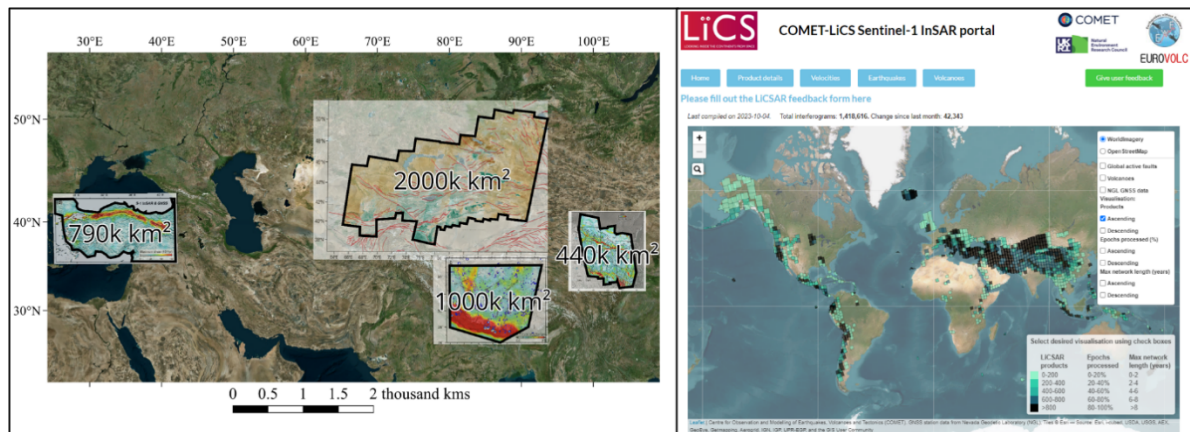 30°E 40°E 50°E 60°E 70°E 80°E 90°E 100°E
50°N
40°N
30°N
790k km²
2000k km²
440k km²
1000k km²
0 0.5 1 1.5 2 thousand kms
LiCS
COMET-LiCS Sentinel-1 InSAR portal
COMET
Natural
Environment
Research Council
EUROVOLC
Home Product details Velocities Earthquakes Volcanoes Give user feedback
Please fill out the LiCSAR feedback form here
Last compiled on 2023-10-04 Total interferograms: 1,418,616. Change since last month: 42,343
+
WorldImagery
OpenStreetMap
Global active faults
Volcanoes
NGL GNSS data
Visualisation:
Products
Ascending
Descending
Epochs processed (%)
Ascending
Descending
Max network length (years)
Ascending
Descending
Select desired visualisation using check boxes
LiCSAR Epochs Max network
products processed length (years)
0-200 0-20% 0-2
200-400 20-40% 2-4
400-600 40-60% 4-6
600-800 60-80% 6-8
>800 80-100% >8